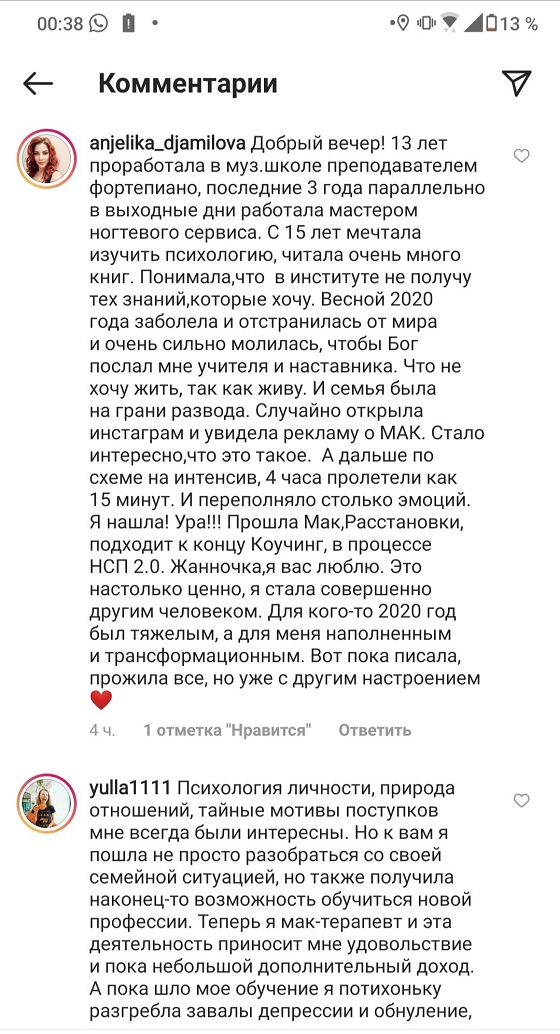 00:38 13 %
Комментарии
anjelika_djamilova Добрый вечер! 13 лет
проработала в муз.школе преподавателем
фортепиано, последние 3 года параллельно
в выходные дни работала мастером
ногтевого сервиса. С 15 лет мечтала
изучить психологию, читала очень много
книг. Понимала,что  в институте не получу
тех знаний,которые хочу. Весной 2020
года заболела и отстранилась от мира
и очень сильно молилась, чтобы Бог
послал мне учителя и наставника. Что не
хочу жить, так как живу. И семья была
на грани развода. Случайно открыла
инстаграм и увидела рекламу о МАК. Стало
интересно,что это такое.  А дальше по
схеме на интенсив, 4 часа пролетели как
15 минут. И переполняло столько эмоций.
Я нашла! Ура!!! Прошла Мак,Расстановки,
подходит к концу Коучинг, в процессе
НСП 2.0. Жанночка,я вас люблю. Это
настолько ценно, я стала совершенно
другим человеком. Для кого-то 2020 год
был тяжелым, а для меня наполненным
и трансформационным. Вот пока писала,
прожила все, но уже с другим настроением
❤️
4 ч. 1 отметка "Нравится" Ответить
yulla1111 Психология личности, природа
отношений, тайные мотивы поступков
мне всегда были интересны. Но к вам я
пошла не просто разобраться со своей
семейной ситуацией, но также получила
наконец-то возможность обучиться новой
профессии. Теперь я мак-терапевт и эта
деятельность приносит мне удовольствие
и пока небольшой дополнительный доход.
А пока шло мое обучение я потихоньку
разгребла завалы депрессии и обнуление,